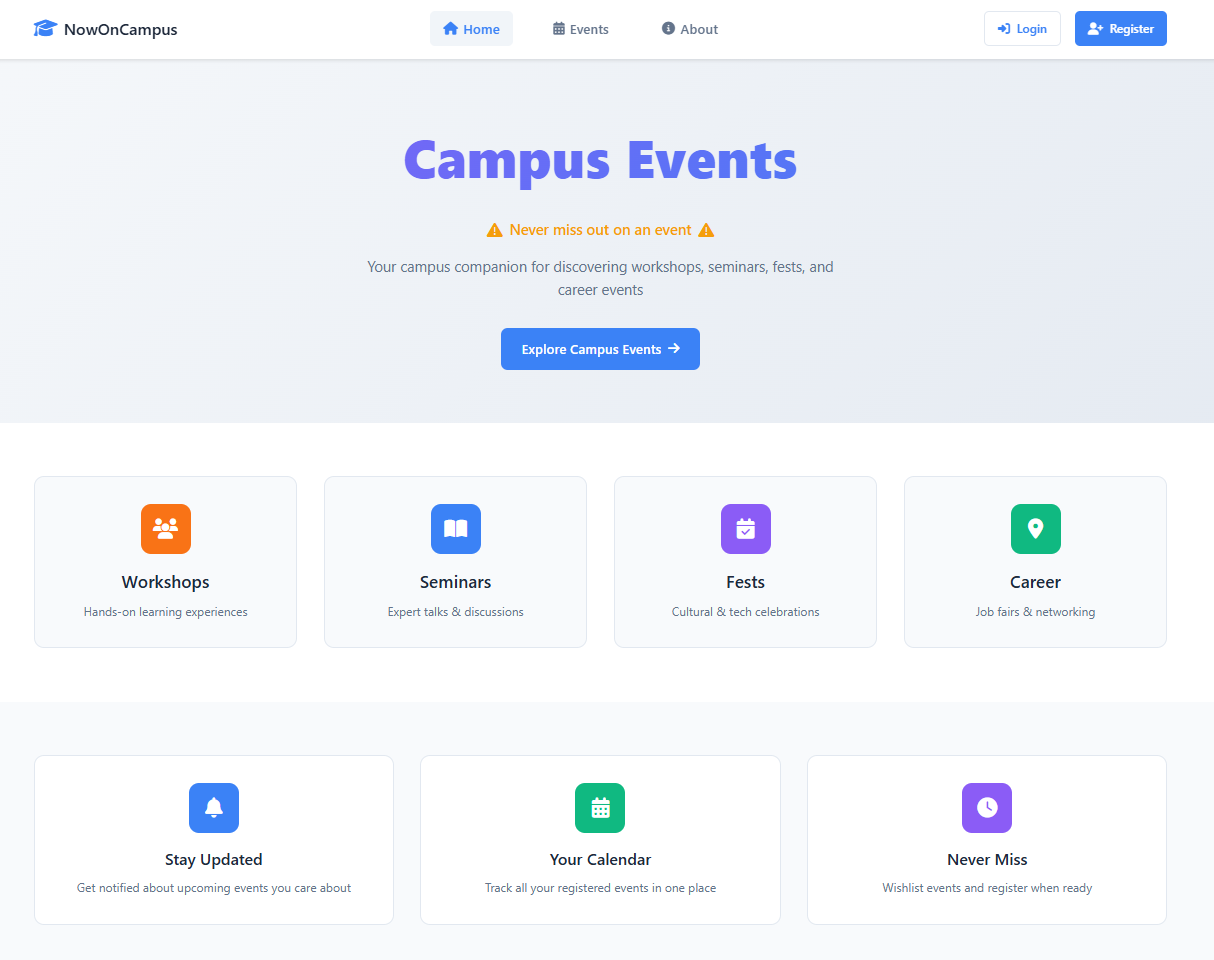 NowOnCampus
Home
Events
About
Login
Register
Campus Events
Never miss out on an event
Your campus companion for discovering workshops, seminars, fests, and
career events
Explore Campus Events
Workshops
Hands-on learning experiences
Seminars
Expert talks & discussions
Fests
Cultural & tech celebrations
Career
Job fairs & networking
Stay Updated
Get notified about upcoming events you care about
Your Calendar
Track all your registered events in one place
Never Miss
Wishlist events and register when ready